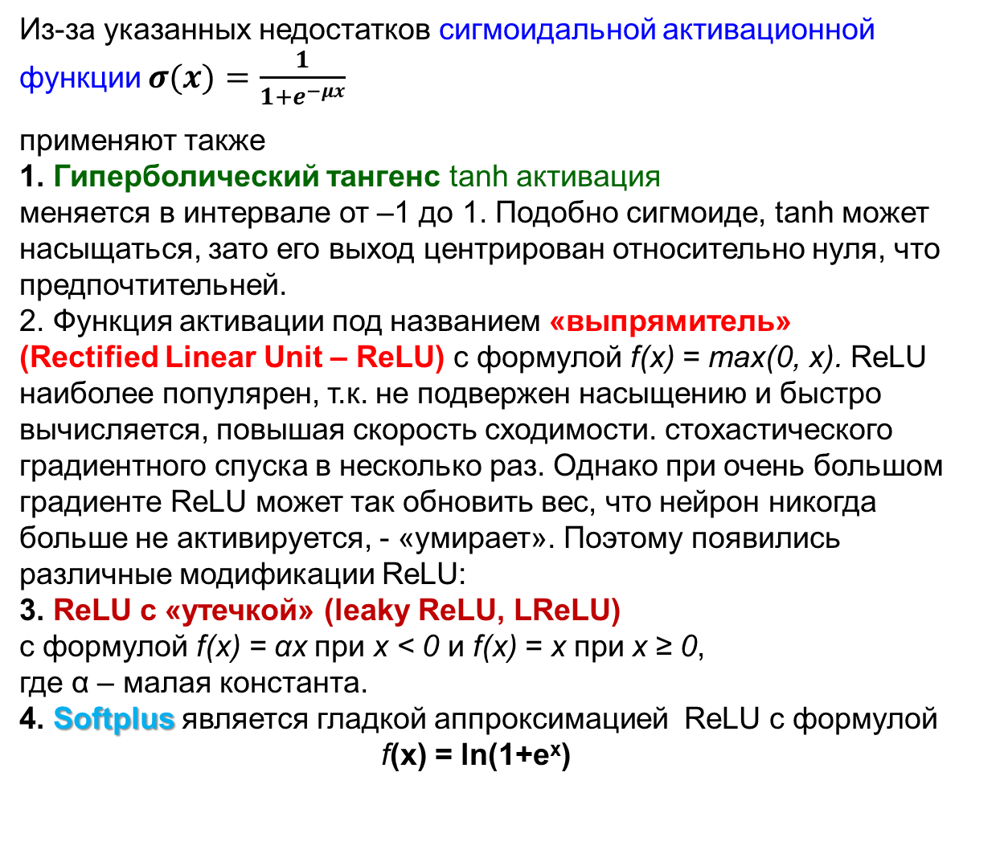 Из-за указанных недостатков сигмоидальной активационной
функции σ(x) = 1/(1+e^{−μx})
применяют также
1. Гиперболический тангенс tanh активация
меняется в интервале от –1 до 1. Подобно сигмоиде, tanh может
насыщаться, зато его выход центрирован относительно нуля, что
предпочтительней.
2. Функция активации под названием «выпрямитель»
(Rectified Linear Unit – ReLU) с формулой f(x) = max(0, x). ReLU
наиболее популярен, т.к. не подвержен насыщению и быстро
вычисляется, повышая скорость сходимости. стохастического
градиентного спуска в несколько раз. Однако при очень большом
градиенте ReLU может так обновить вес, что нейрон никогда
больше не активируется, - «умирает». Поэтому появились
различные модификации ReLU:
3. ReLU с «утечкой» (leaky ReLU, LReLU)
с формулой f(x) = αx при x < 0 и f(x) = x при x ≥ 0,
где α – малая константа.
4. Softplus является гладкой аппроксимацией ReLU с формулой
f(x) = ln(1+eˣ)